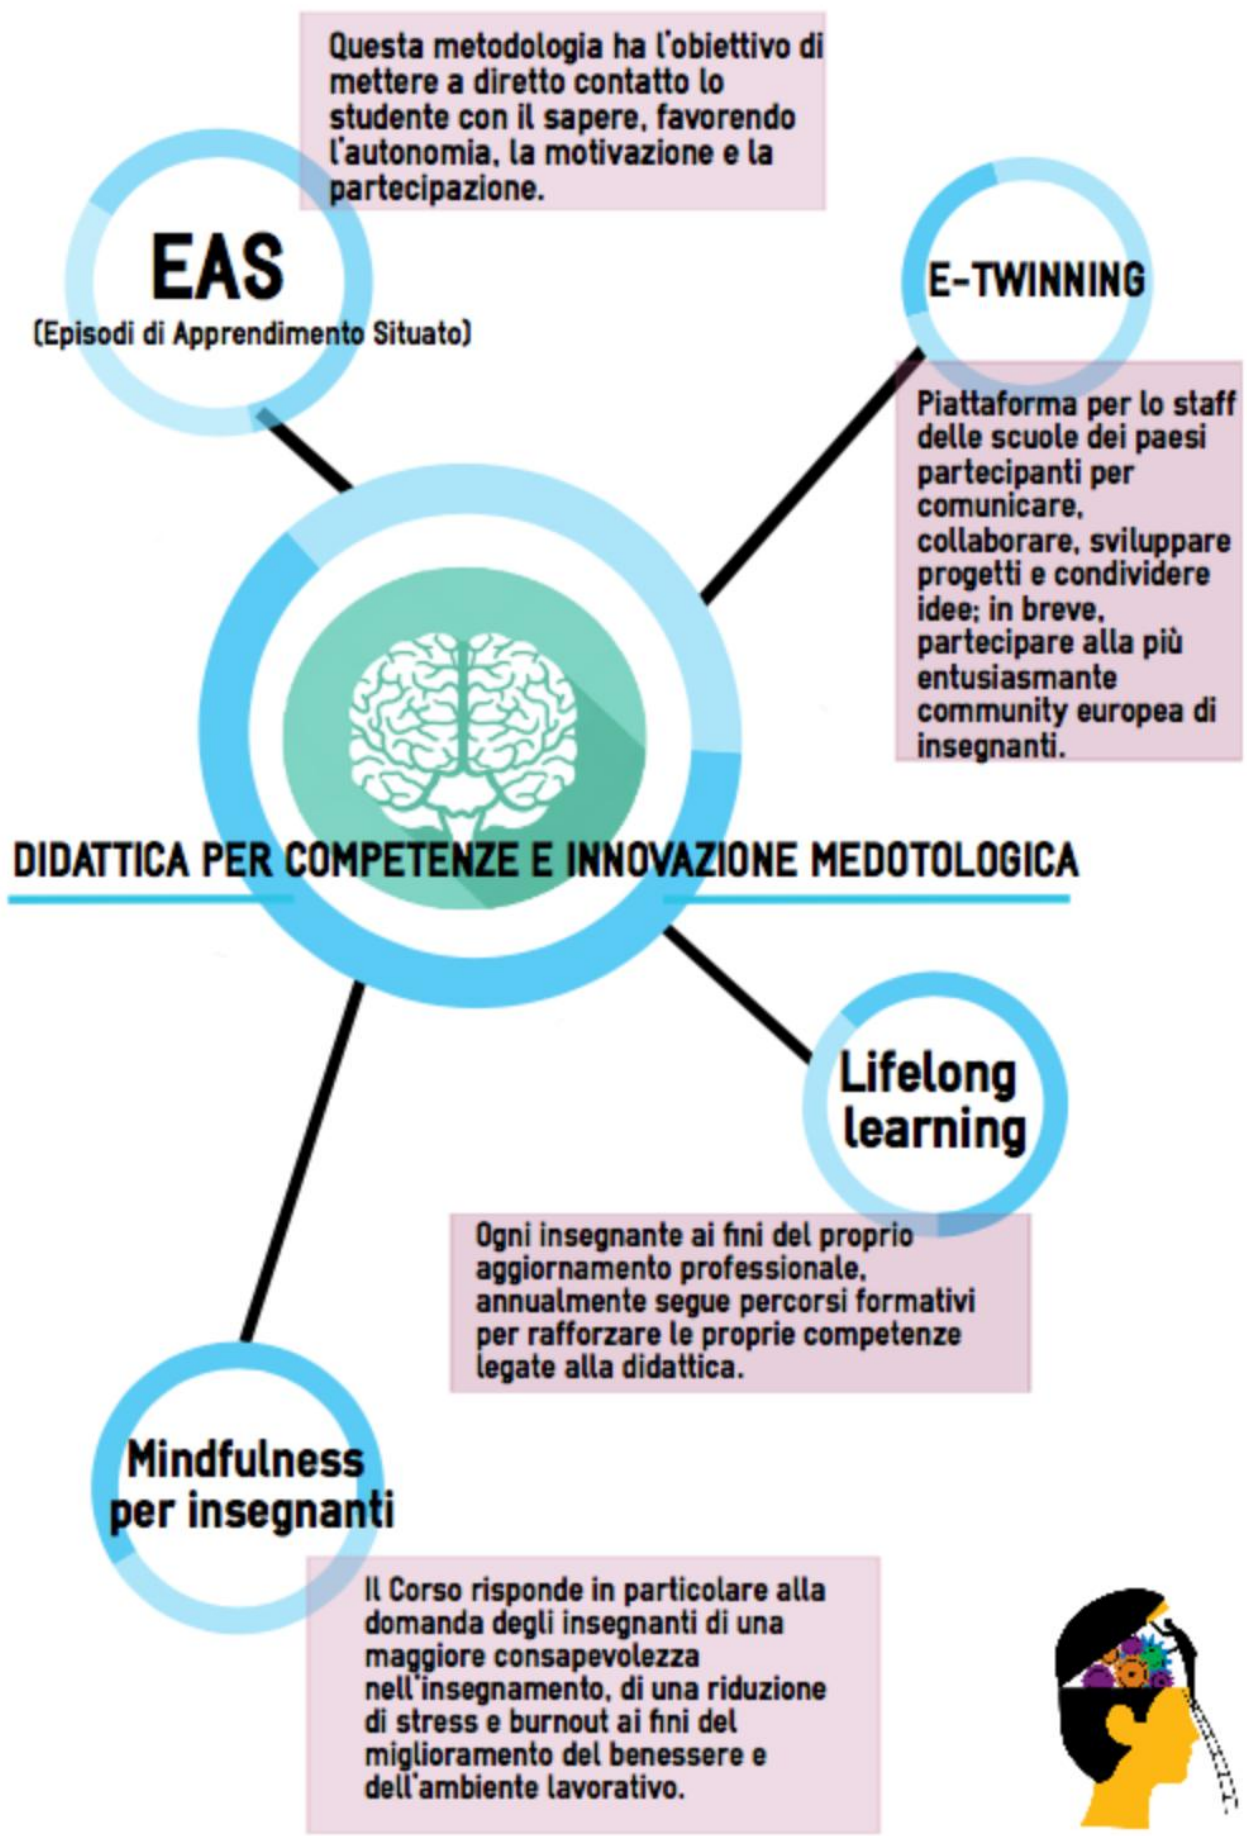 Questa metodologia ha l'obiettivo di
mettere a diretto contatto lo
studente con il sapere, favorendo
l'autonomia, la motivazione e la
partecipazione.
EAS
(Episodi di Apprendimento Situato)
E-TWINNING
Piattaforma per lo staff
delle scuole dei paesi
partecipanti per
comunicare,
collaborare, sviluppare
progetti e condividere
idee; in breve,
partecipare alla più
entusiasmante
community europea di
insegnanti.
DIDATTICA PER COMPETENZE E INNOVAZIONE MEDOTOLOGICA
Lifelong
learning
Ogni insegnante ai fini del proprio
aggiornamento professionale,
annualmente segue percorsi formativi
per rafforzare le proprie competenze
legate alla didattica.
Mindfulness
per insegnanti
Il Corso risponde in particolare alla
domanda degli insegnanti di una
maggiore consapevolezza
nell'insegnamento, di una riduzione
di stress e burnout ai fini del
miglioramento del benessere e
dell'ambiente lavorativo.